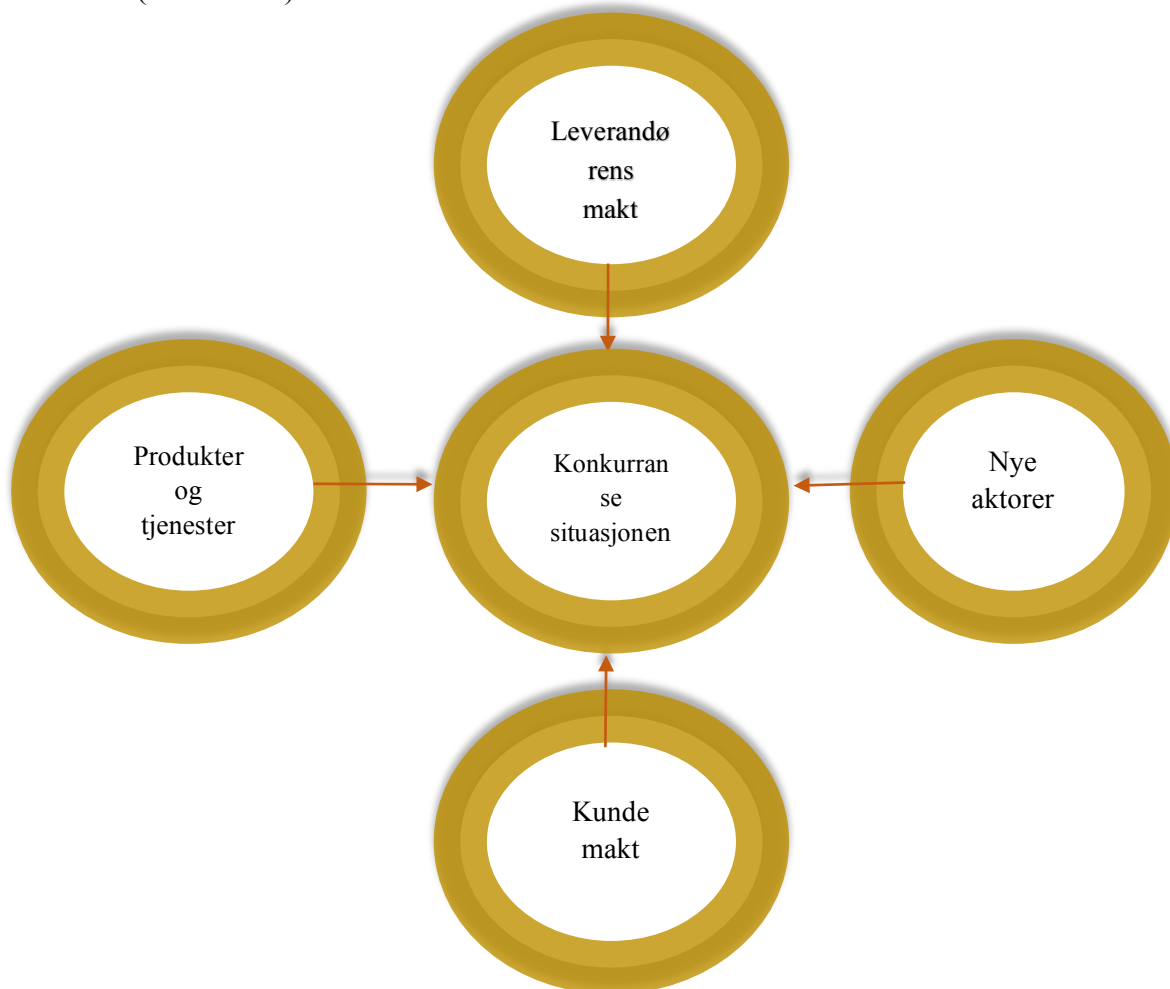 Leverandø
rens
makt
Produkter
og
tjenester
Konkurran
se
situasjonen
Nye
aktorer
Kunde
makt